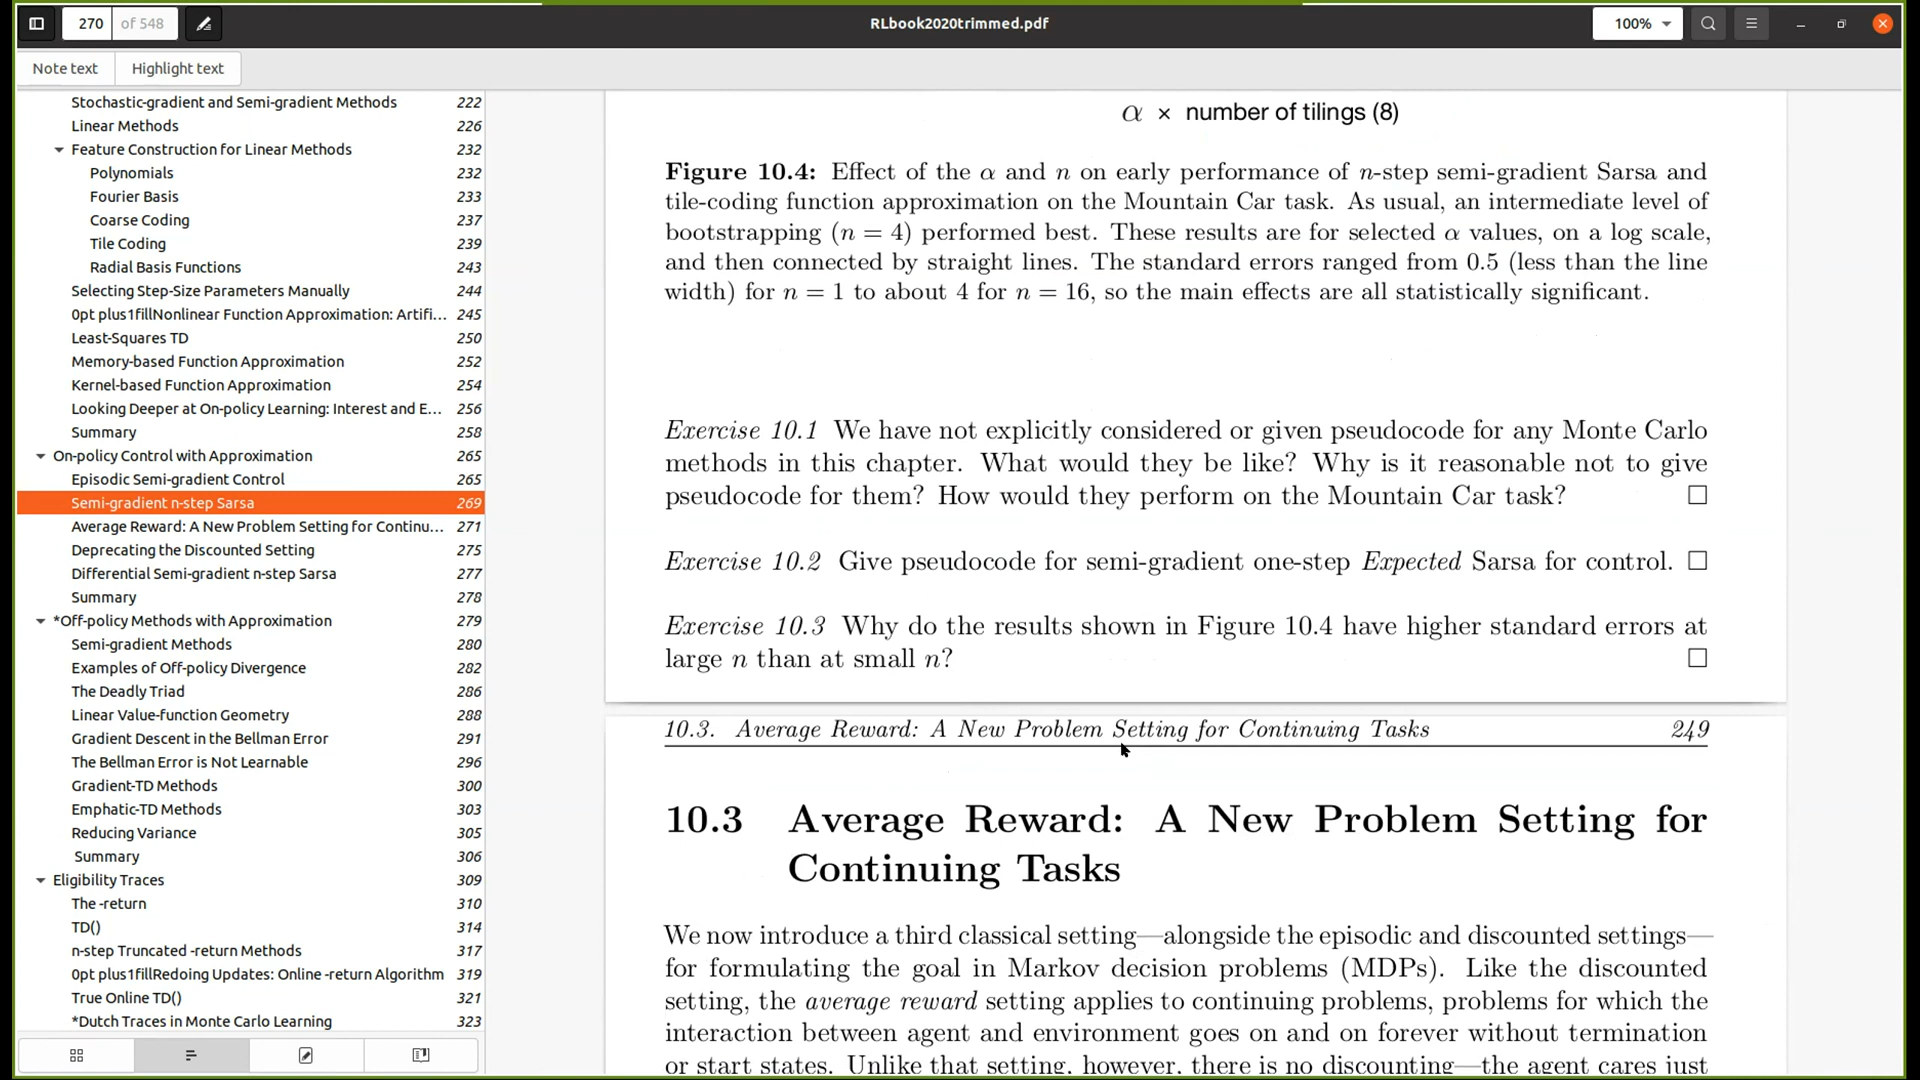 270 of 548
RLbook2020trimmed.pdf
100%
Note text
Highlight text
Stochastic-gradient and Semi-gradient Methods 222
Linear Methods 226
Feature Construction for Linear Methods 232
Polynomials 232
Fourier Basis 233
Coarse Coding 237
Tile Coding 239
Radial Basis Functions 243
Selecting Step-Size Parameters Manually 244
0pt plus1fillNonlinear Function Approximation: Artifi... 245
Least-Squares TD 250
Memory-based Function Approximation 252
Kernel-based Function Approximation 254
Looking Deeper at On-policy Learning: Interest and E... 256
Summary 258
On-policy Control with Approximation 265
Episodic Semi-gradient Control 265
Semi-gradient n-step Sarsa 269
Average Reward: A New Problem Setting for Continu... 271
Deprecating the Discounted Setting 275
Differential Semi-gradient n-step Sarsa 277
Summary 278
*Off-policy Methods with Approximation 279
Semi-gradient Methods 280
Examples of Off-policy Divergence 282
The Deadly Triad 286
Linear Value-function Geometry 288
Gradient Descent in the Bellman Error 291
The Bellman Error is Not Learnable 296
Gradient-TD Methods 300
Emphatic-TD Methods 303
Reducing Variance 305
Summary 306
Eligibility Traces 309
The -return 310
TD() 314
n-step Truncated -return Methods 317
0pt plus1fillRedoing Updates: Online -return Algorithm 319
True Online TD() 321
*Dutch Traces in Monte Carlo Learning 323
α × number of tilings (8)
Figure 10.4: Effect of the α and n on early performance of n-step semi-gradient Sarsa and
tile-coding function approximation on the Mountain Car task. As usual, an intermediate level of
bootstrapping (n = 4) performed best. These results are for selected α values, on a log scale,
and then connected by straight lines. The standard errors ranged from 0.5 (less than the line
width) for n = 1 to about 4 for n = 16, so the main effects are all statistically significant.
Exercise 10.1 We have not explicitly considered or given pseudocode for any Monte Carlo
methods in this chapter. What would they be like? Why is it reasonable not to give
pseudocode for them? How would they perform on the Mountain Car task? □
Exercise 10.2 Give pseudocode for semi-gradient one-step Expected Sarsa for control. □
Exercise 10.3 Why do the results shown in Figure 10.4 have higher standard errors at
large n than at small n? □
10.3. Average Reward: A New Problem Setting for Continuing Tasks 249
10.3 Average Reward: A New Problem Setting for
Continuing Tasks
We now introduce a third classical setting—alongside the episodic and discounted settings—
for formulating the goal in Markov decision problems (MDPs). Like the discounted
setting, the average reward setting applies to continuing problems, problems for which the
interaction between agent and environment goes on and on forever without termination
or start states. Unlike that setting, however, there is no discounting—the agent cares just